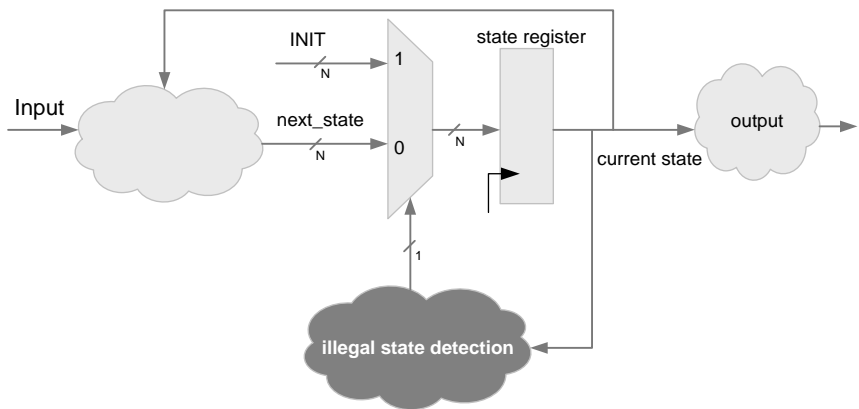 INIT
N
1
state register
Input
next_state
N
0
N
current state
output
1
illegal state detection